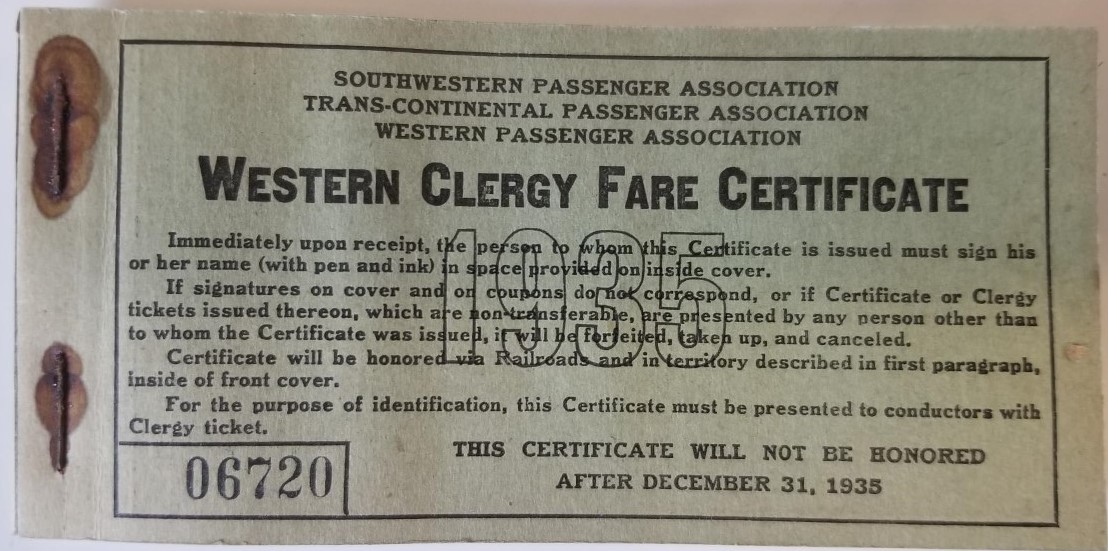 SOUTHWESTERN PASSENGER ASSOCIATION
TRANS-CONTINENTAL PASSENGER ASSOCIATION
WESTERN PASSENGER ASSOCIATION
WESTERN CLERGY FARE CERTIFICATE
1935
Immediately upon receipt, the person to whom this Certificate is issued must sign his
or her name (with pen and ink) in space provided on inside cover.
If signatures on cover and on coupons do not correspond, or if Certificate or Clergy
tickets issued thereon, which are non-transferable, are presented by any person other than
to whom the Certificate was issued, it will be forfeited, taken up, and canceled.
Certificate will be honored via Railroads and in territory described in first paragraph,
inside of front cover.
For the purpose of identification, this Certificate must be presented to conductors with
Clergy ticket.
06720
THIS CERTIFICATE WILL NOT BE HONORED
AFTER DECEMBER 31, 1935